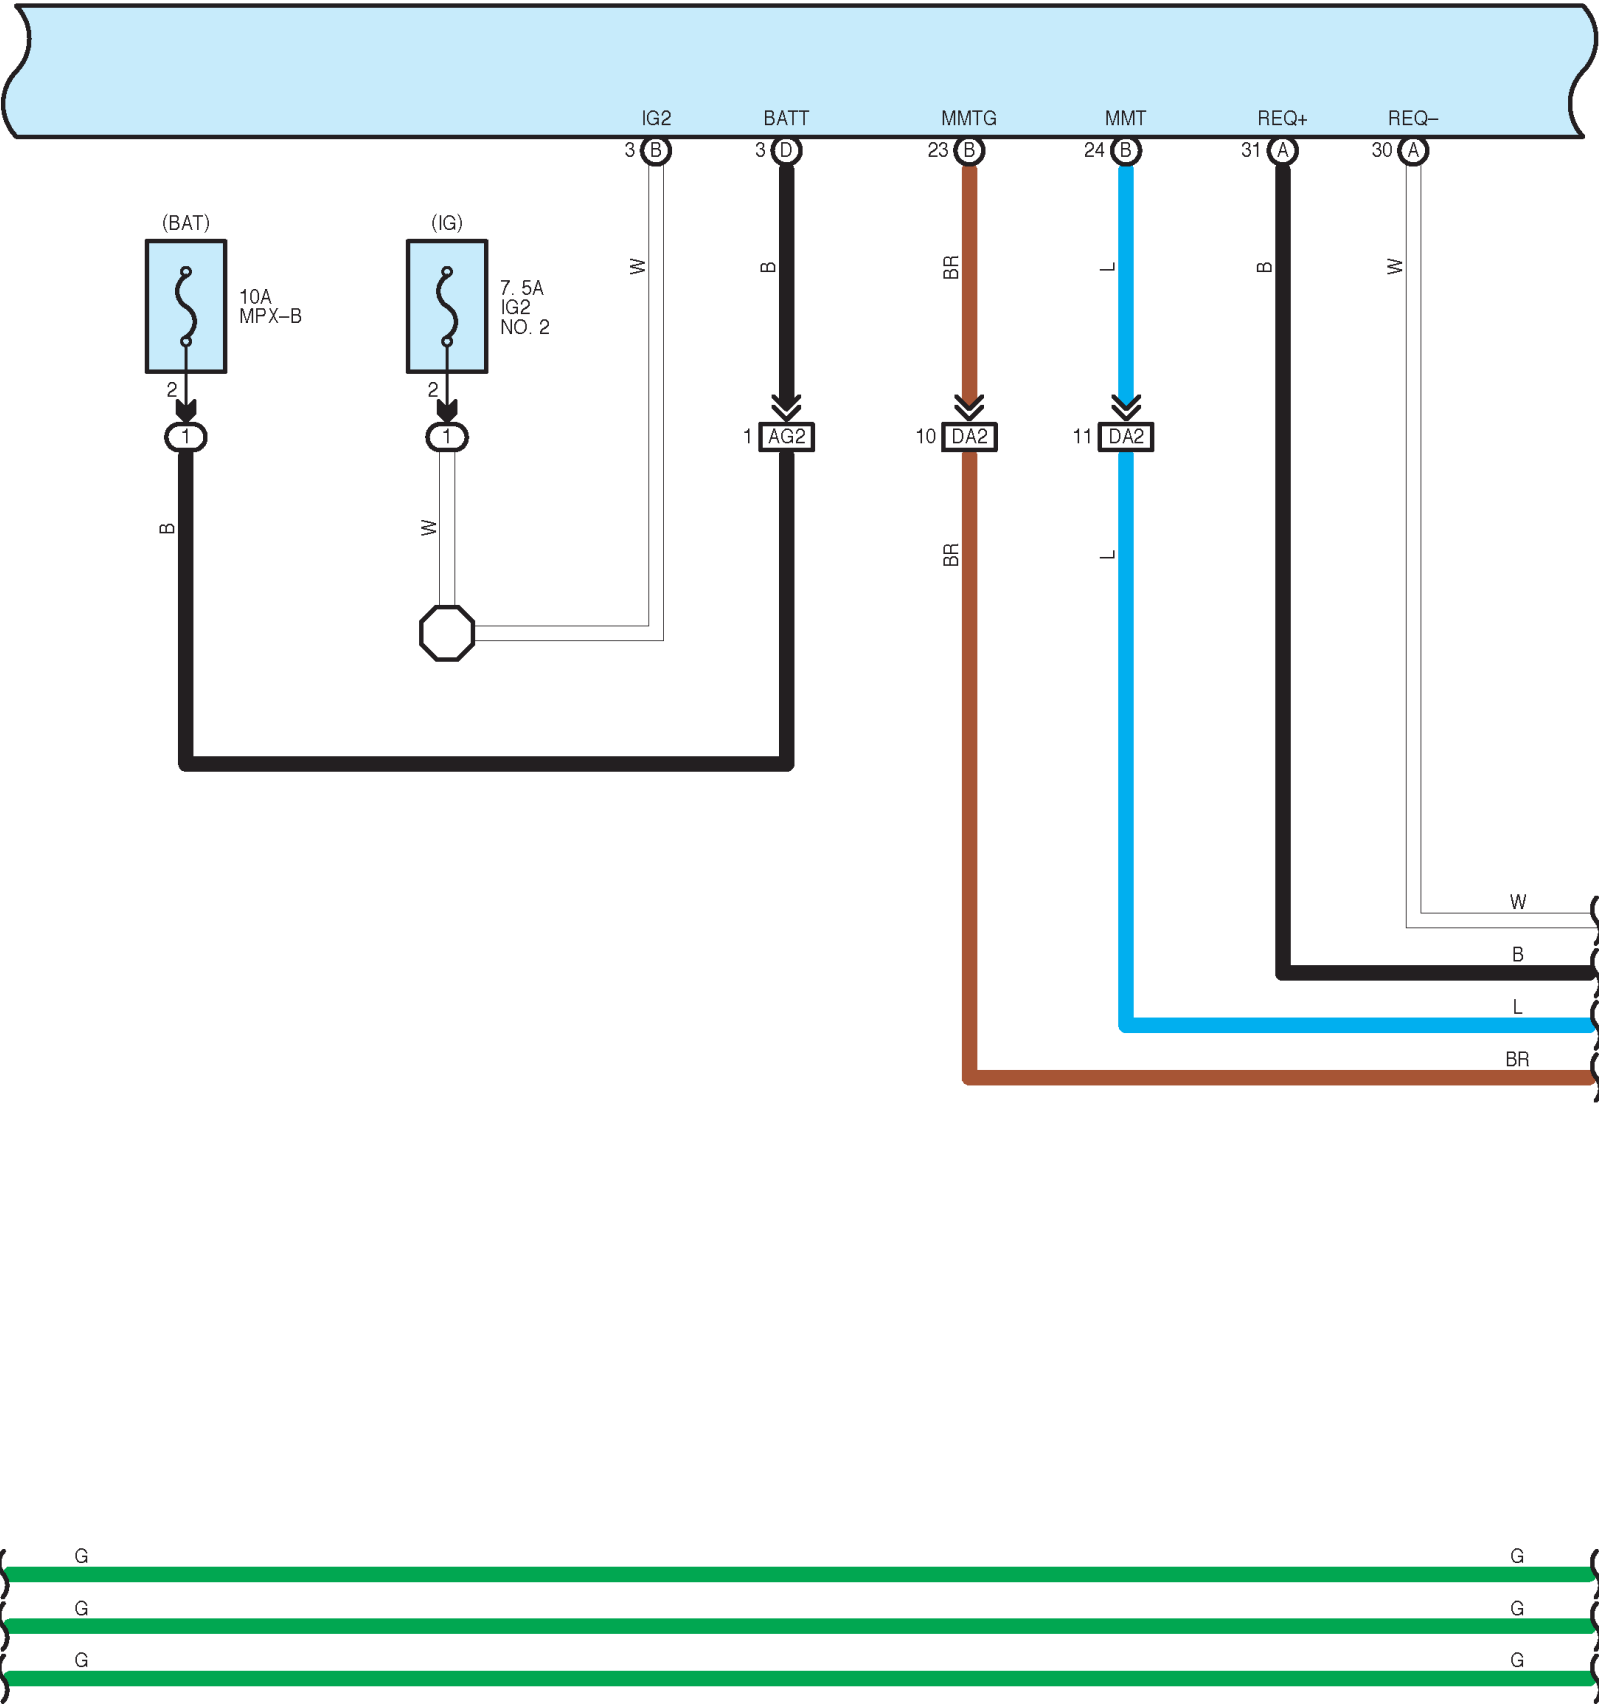 IG2 BATT MMTG MMT REQ+ REQ–
3 B 3 D 23 B 24 B 31 A 30 A
(BAT) (IG)
W B BR L B W
10A
MPX–B
7. 5A
IG2
NO. 2
2 2
1 1 1 AG2 10 DA2 11 DA2
B W BR L
W
B
L
BR
G G
G G
G G